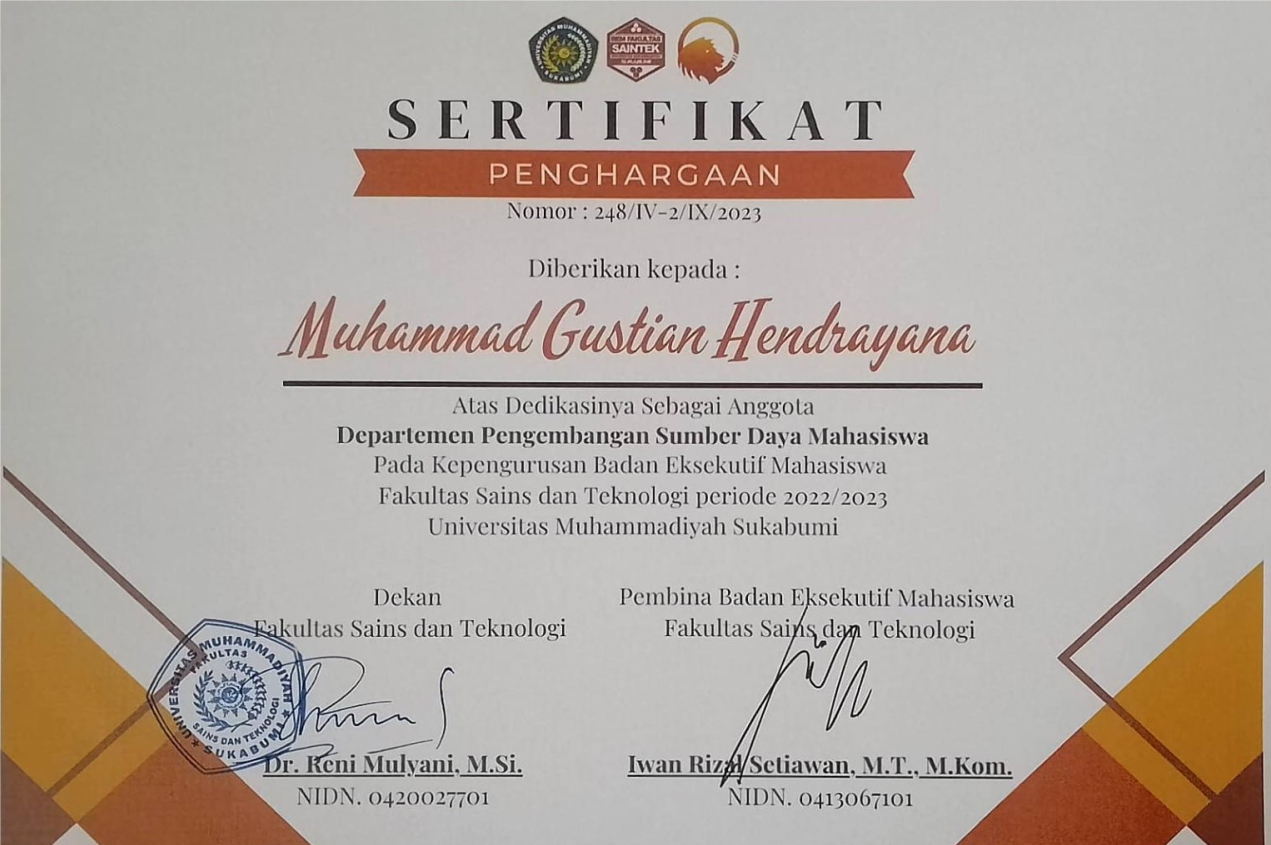 UNIVERSITAS MUHAMMADIYAH
SUKABUMI
BEM FAKULTAS
SAINTEK
SERTIFIKAT
PENGHARGAAN
Nomor : 248/IV-2/IX/2023
Diberikan kepada :
Muhammad Gustian Hendrayana
Atas Dedikasinya Sebagai Anggota
Departemen Pengembangan Sumber Daya Mahasiswa
Pada Kepengurusan Badan Eksekutif Mahasiswa
Fakultas Sains dan Teknologi periode 2022/2023
Universitas Muhammadiyah Sukabumi
Dekan
Fakultas Sains dan Teknologi
UNIVERSITAS MUHAMMADIYAH
FAKULTAS
SAINS DAN TEKNOLOGI
SUKABUMI
Dr. Reni Mulyani, M.Si.
NIDN. 0420027701
Pembina Badan Eksekutif Mahasiswa
Fakultas Sains dan Teknologi
Iwan Rizal Setiawan, M.T., M.Kom.
NIDN. 0413067101